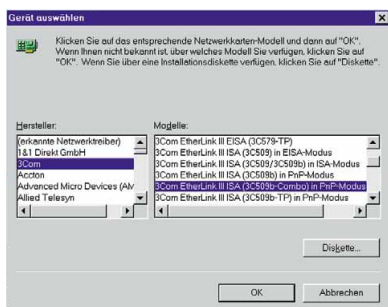 Gerät auswählen
Klicken Sie auf das entsprechende Netzwerkkarten-Modell und dann auf "OK".
Wenn Ihnen nicht bekannt ist, über welches Modell Sie verfügen, klicken Sie auf
"OK". Wenn Sie über eine Installationsdiskette verfügen, klicken Sie auf "Diskette".
Hersteller:
(erkannte Netzwerktreiber)
1&1 Direkt GmbH
3Com
Accton
Advanced Micro Devices (AM
Allied Telesyn
Modelle:
3Com EtherLink III EISA (3C579-TP)
3Com EtherLink III ISA (3C509) in EISA-Modus
3Com EtherLink III ISA (3C509/3C509b) in ISA-Modus
3Com EtherLink III ISA (3C509b) in PnP-Modus
3Com EtherLink III ISA (3C509b-Combo) in PnP-Modus
3Com EtherLink III ISA (3C509b-TP) in PnP-Modus
Diskette...
OK
Abbrechen